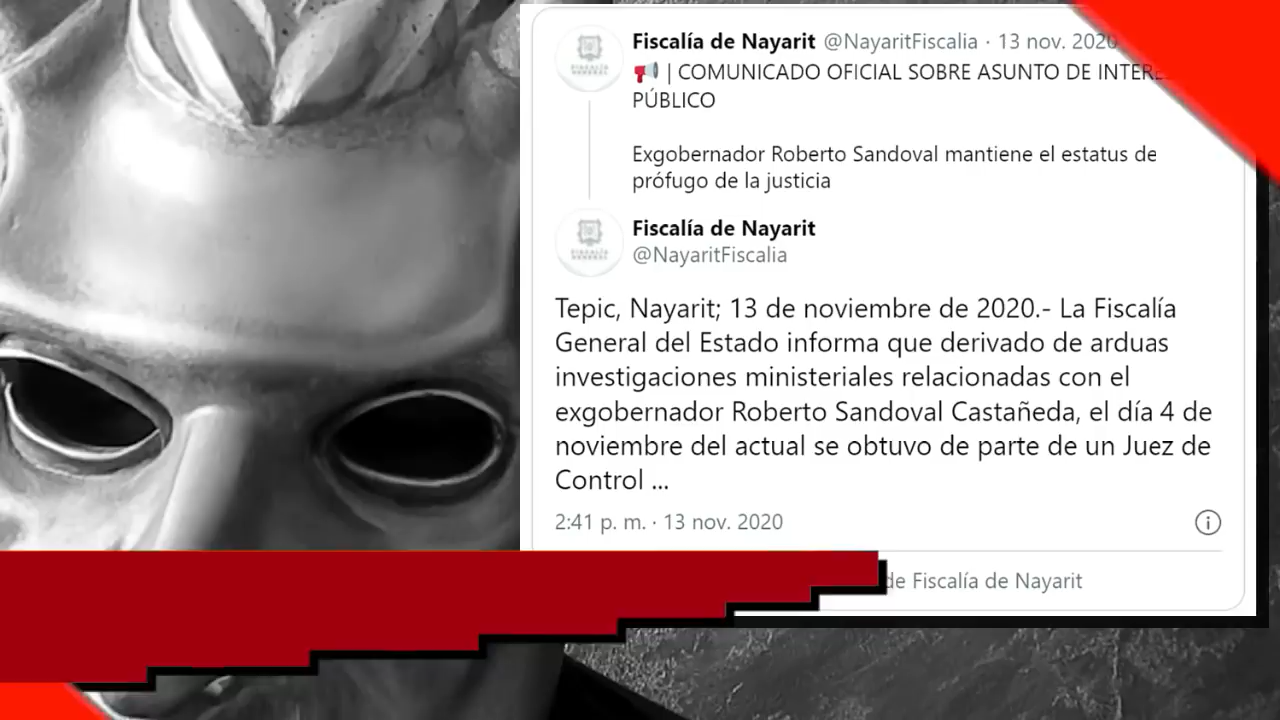 Fiscalía de Nayarit @NayaritFiscalia · 13 nov. 2020
| COMUNICADO OFICIAL SOBRE ASUNTO DE
PÚBLICO
Exgobernador Roberto Sandoval mantiene el estatus de
prófugo de la justicia
Fiscalía de Nayarit
@NayaritFiscalia
Tepic, Nayarit; 13 de noviembre de 2020.- La Fiscalía
General del Estado informa que derivado de arduas
investigaciones ministeriales relacionadas con el
exgobernador Roberto Sandoval Castañeda, el día 4 de
noviembre del actual se obtuvo de parte de un Juez de
Control ...
2:41 p. m. · 13 nov. 2020
de Fiscalía de Nayarit